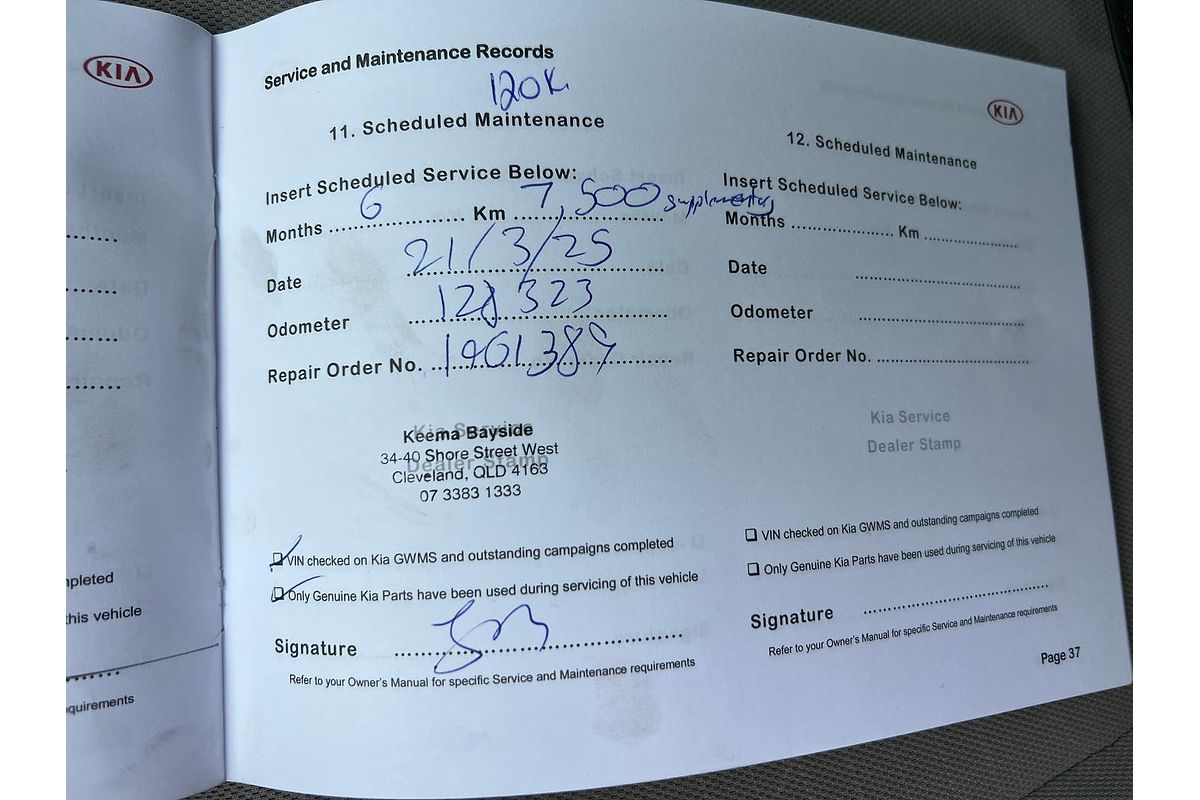 KIA
Service and Maintenance Records
120K
11. Scheduled Maintenance
Insert Scheduled Service Below:
Months 6 Km 7,500 supplementary
Date 21/3/25
Odometer 128323
Repair Order No. 1901389
Kia Service
Dealer Stamp
Keema Bayside
34-40 Shore Street West
Cleveland, QLD 4163
07 3383 1333
VIN checked on Kia GWMS and outstanding campaigns completed
Only Genuine Kia Parts have been used during servicing of this vehicle
Signature
Refer to your Owner's Manual for specific Service and Maintenance requirements
KIA
12. Scheduled Maintenance
Insert Scheduled Service Below:
Months .................... Km ....................
Date ....................
Odometer ....................
Repair Order No. ....................
Kia Service
Dealer Stamp
VIN checked on Kia GWMS and outstanding campaigns completed
Only Genuine Kia Parts have been used during servicing of this vehicle
Signature ....................
Refer to your Owner's Manual for specific Service and Maintenance requirements
Page 37
this vehicle